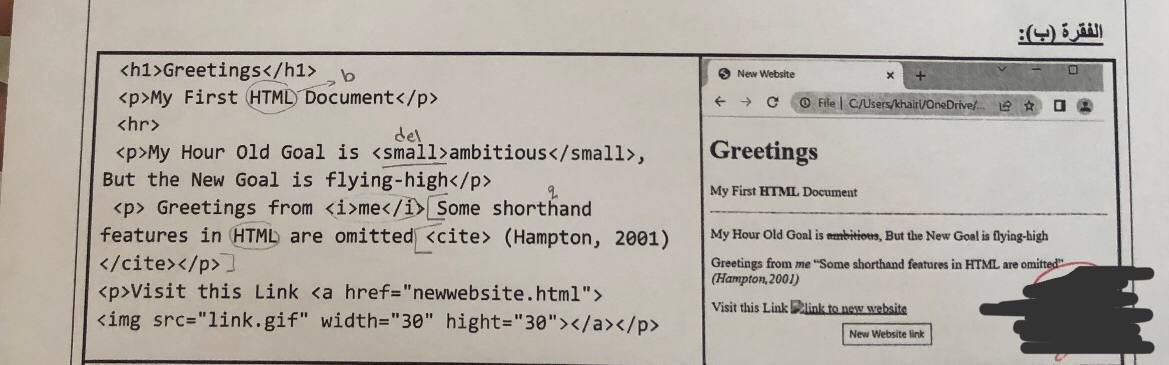 الفقرة (ب):
<h1>Greetings</h1>
b
<p>My First HTML Document</p>
<hr>
del
<p>My Hour Old Goal is <small>ambitious</small>,
But the New Goal is flying-high</p>
q
<p> Greetings from <i>me</i> Some shorthand
features in HTML are omitted <cite> (Hampton, 2001)
</cite></p>
<p>Visit this Link <a href="newwebsite.html">
<img src="link.gif" width="30" hight="30"></a></p>
New Website
File | C:/Users/khairi/OneDrive/...
Greetings
My First HTML Document
My Hour Old Goal is ambitious, But the New Goal is flying-high
Greetings from me “Some shorthand features in HTML are omitted”
(Hampton,2001)
Visit this Link link to new website
New Website link